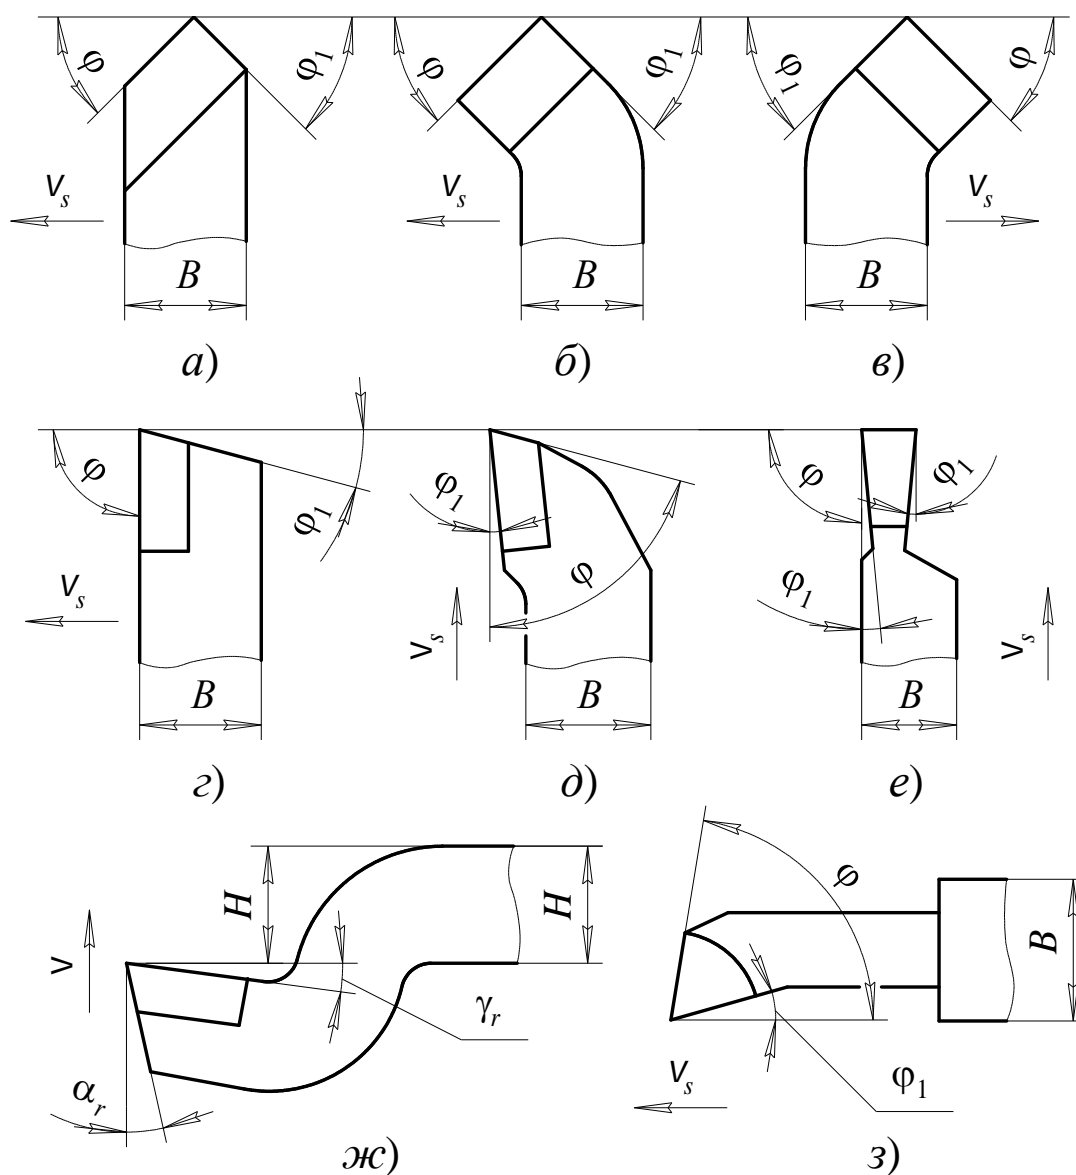 φ φ₁ φ φ₁ φ₁ φ
Vₛ Vₛ Vₛ
B B B
а) б) в)
φ φ₁ φ φ₁
φ₁ φ φ₁
Vₛ Vₛ Vₛ
B B B
г) д) е)
H H φ B
V γᵣ
αᵣ Vₛ φ₁
ж) з)